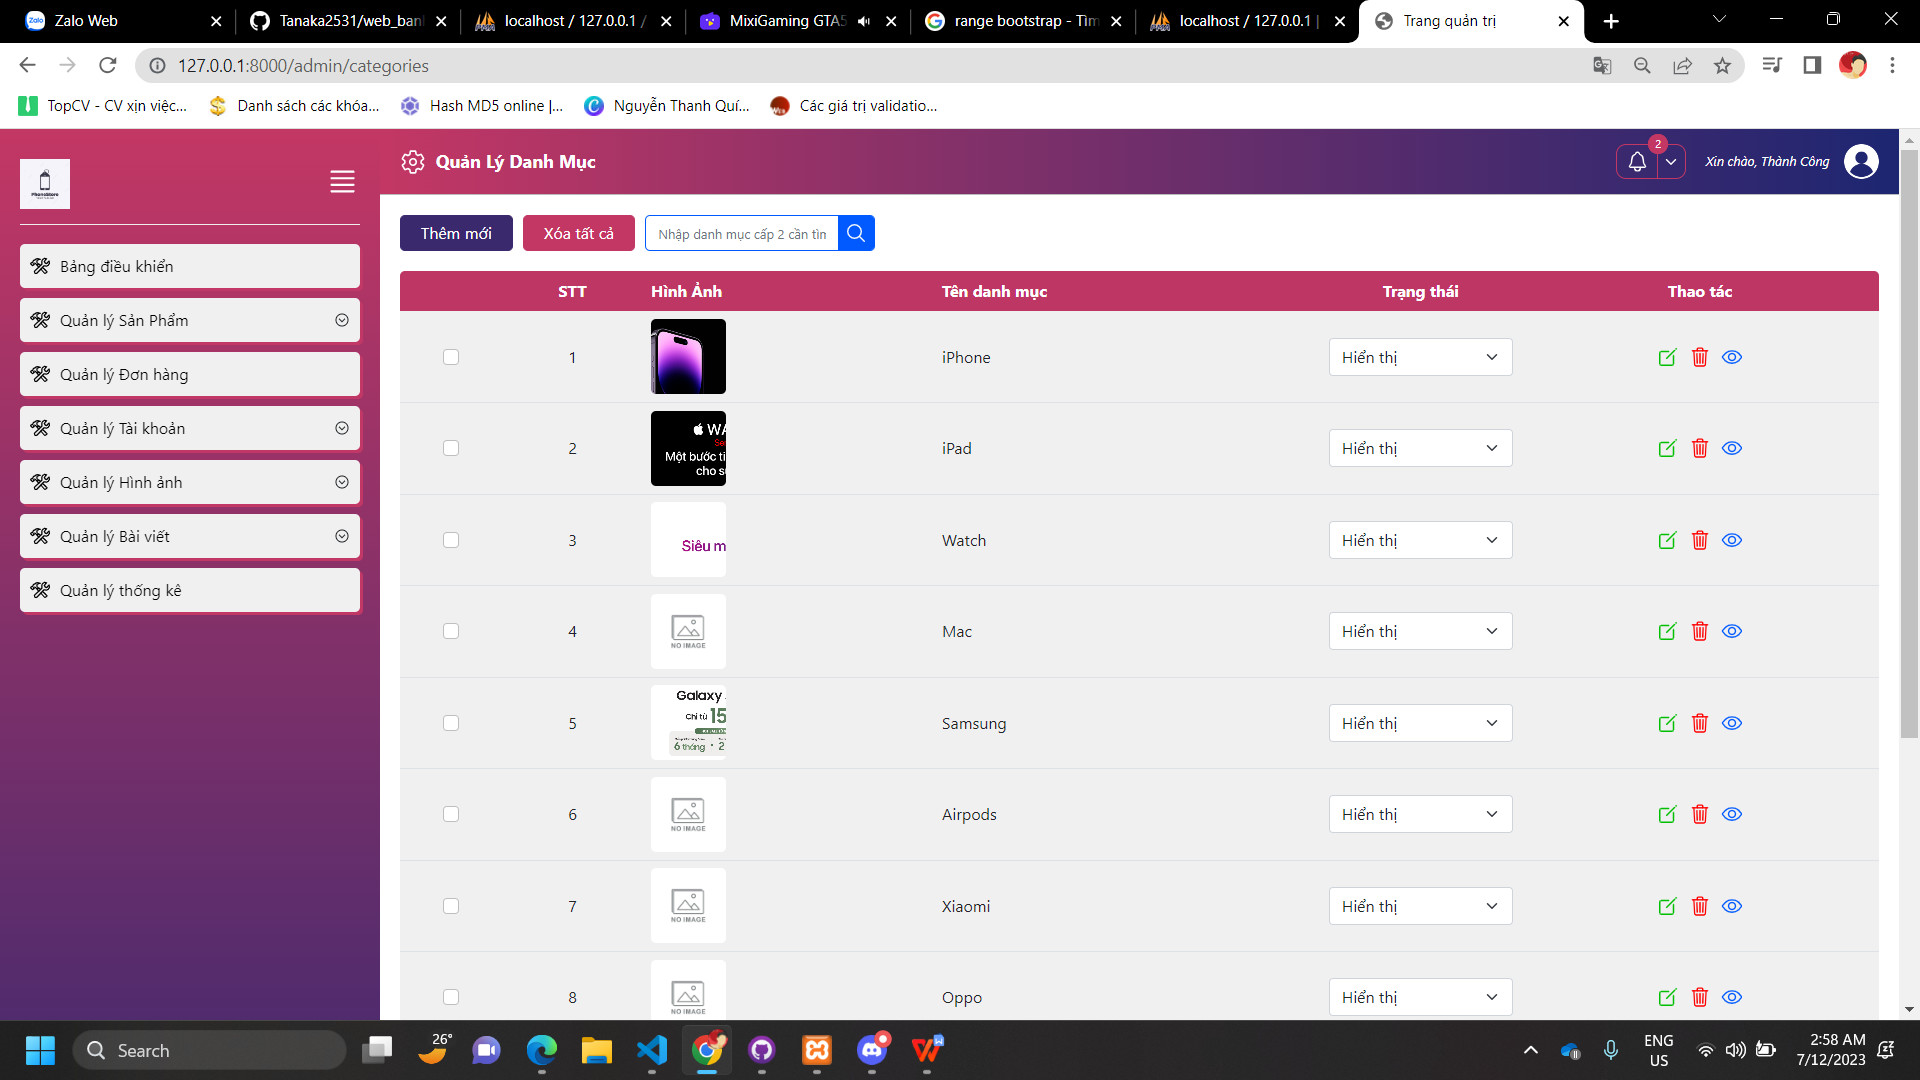 Zalo Web
Tanaka2531/web_ban
localhost / 127.0.0.1 /
MixiGaming GTA5
range bootstrap - Tìm
localhost / 127.0.0.1 |
Trang quản trị
127.0.0.1:8000/admin/categories
TopCV - CV xịn việc...
Danh sách các khóa...
Hash MD5 online |...
Nguyễn Thanh Quí...
Các giá trị validatio...
PhoneStore
Quản Lý Danh Mục
2
Xin chào, Thành Công
Thêm mới
Xóa tất cả
Nhập danh mục cấp 2 cần tìn
Bảng điều khiển
Quản lý Sản Phẩm
Quản lý Đơn hàng
Quản lý Tài khoản
Quản lý Hình ảnh
Quản lý Bài viết
Quản lý thống kê
STT Hình Ảnh Tên danh mục Trạng thái Thao tác
1 iPhone Hiển thị
WA
Se
Một bước ti
cho sứ
2 iPad Hiển thị
Siêu m
3 Watch Hiển thị
NO IMAGE
4 Mac Hiển thị
Galaxy
Chỉ từ 15
6 tháng 2
5 Samsung Hiển thị
NO IMAGE
6 Airpods Hiển thị
NO IMAGE
7 Xiaomi Hiển thị
NO IMAGE
8 Oppo Hiển thị
Search
26°
ENG
US
2:58 AM
7/12/2023